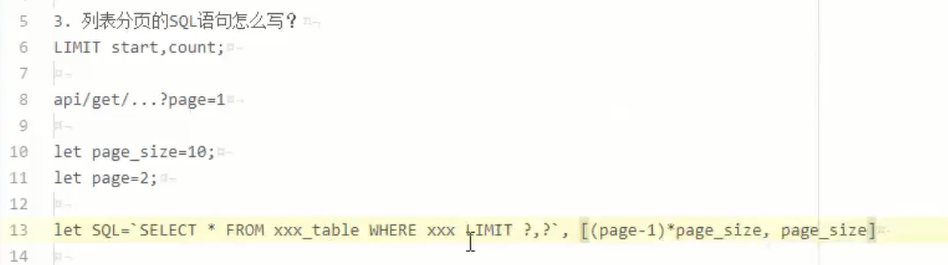 5 3. 列表分页的SQL语句怎么写？
6 LIMIT start,count;
7
8 api/get/...?page=1
9
10 let page_size=10;
11 let page=2;
12
13 let SQL=`SELECT * FROM xxx_table WHERE xxx LIMIT ?,?`, [(page-1)*page_size, page_size]
14